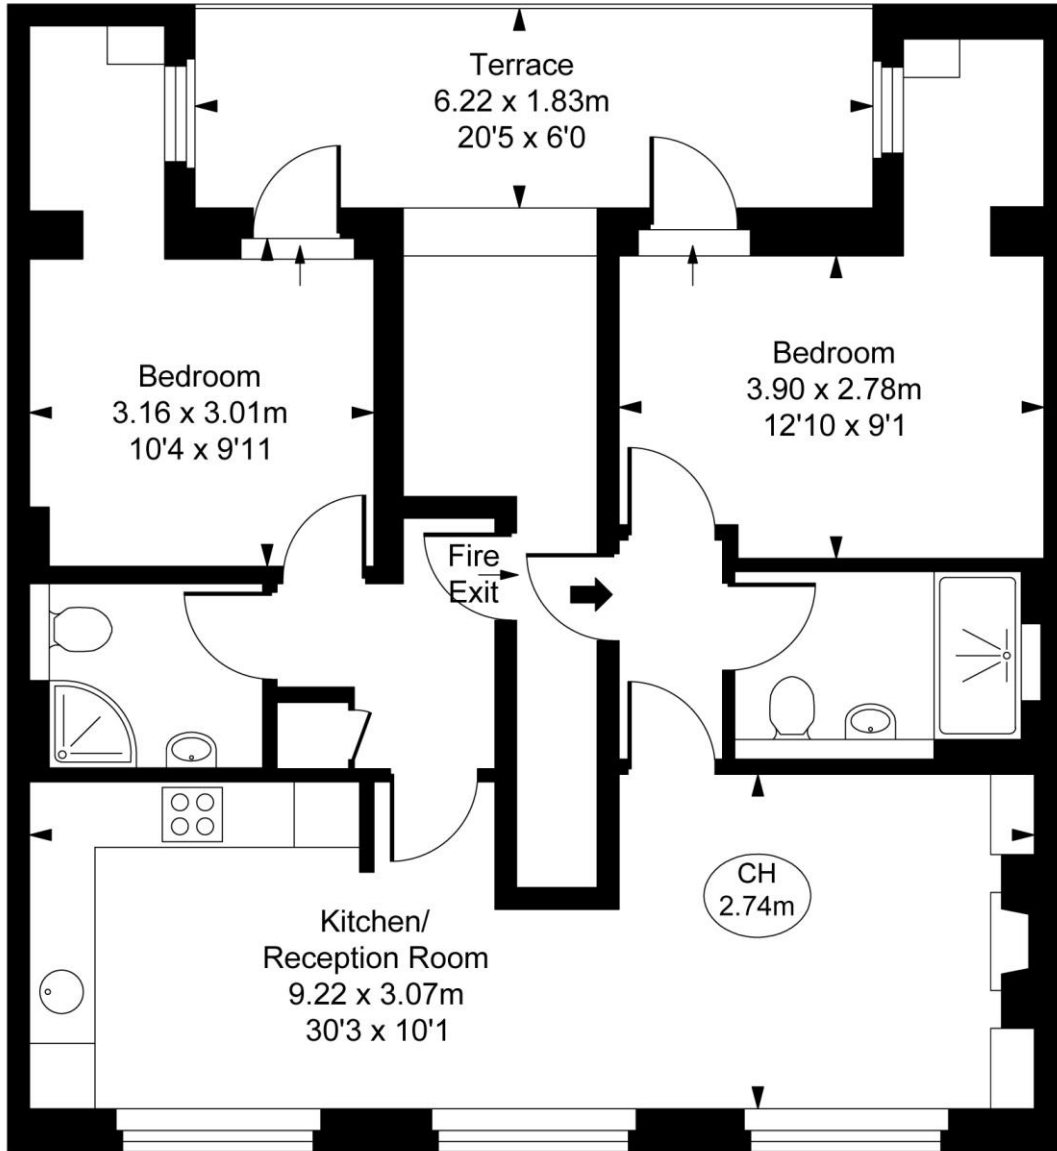 Terrace
6.22 x 1.83m
20'5 x 6'0
Bedroom
3.16 x 3.01m
10'4 x 9'11
Bedroom
3.90 x 2.78m
12'10 x 9'1
Fire
Exit
CH
2.74m
Kitchen/
Reception Room
9.22 x 3.07m
30'3 x 10'1